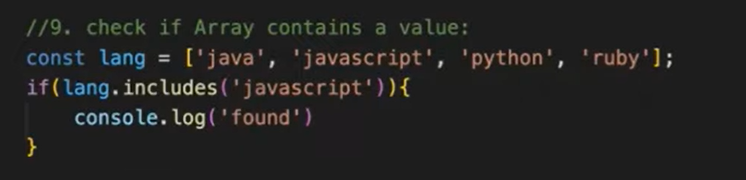 //9. check if Array contains a value:
const lang = ['java', 'javascript', 'python', 'ruby'];
if(lang.includes('javascript')){
    console.log('found')
}